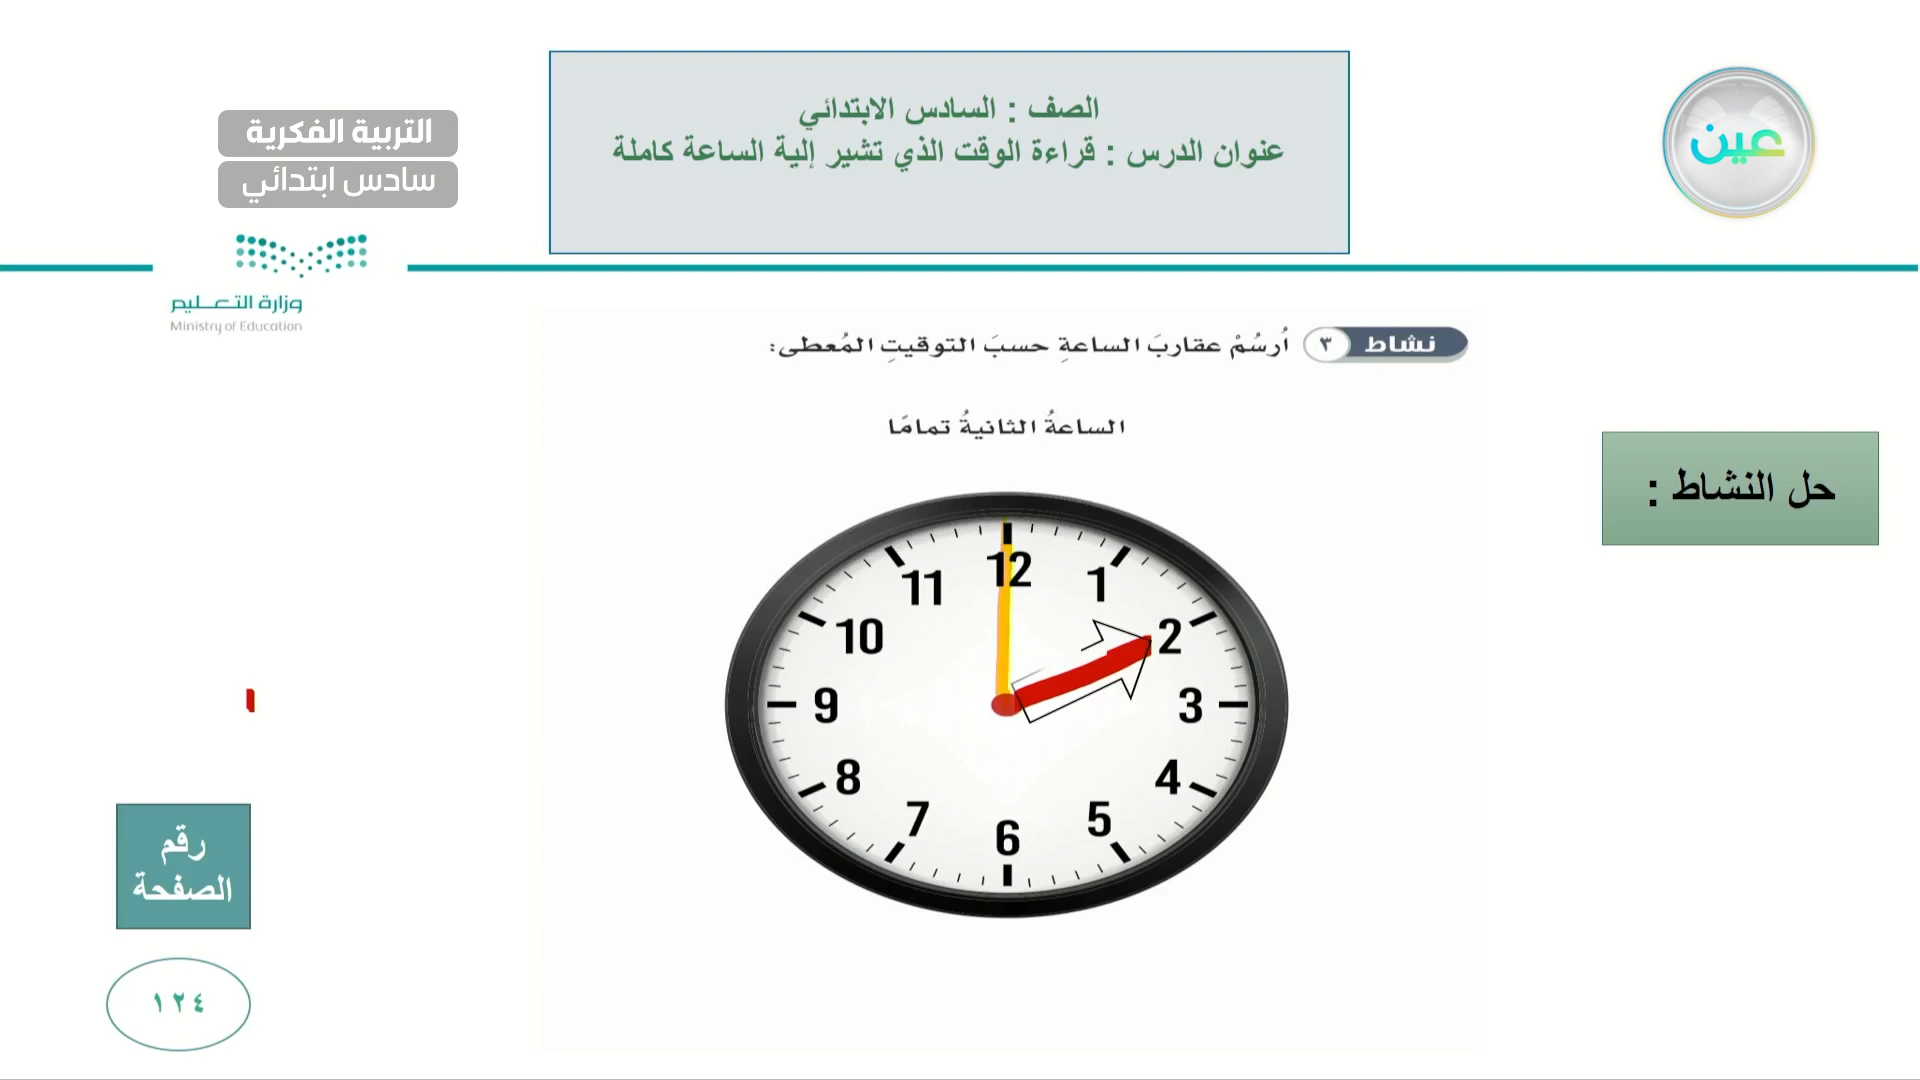 الصف : السادس الابتدائي
عنوان الدرس : قراءة الوقت الذي تشير إلية الساعة كاملة
عين
التربية الفكرية
سادس ابتدائي
وزارة التعليم
Ministry of Education
نشاط ٣ أَرسُمْ عقاربَ الساعةِ حسبَ التوقيتِ المُعطى:
الساعةُ الثانيةُ تمامًا
حل النشاط :
12
11
1
10
2
9
3
8
4
7
5
6
رقم
الصفحة
١٢٤